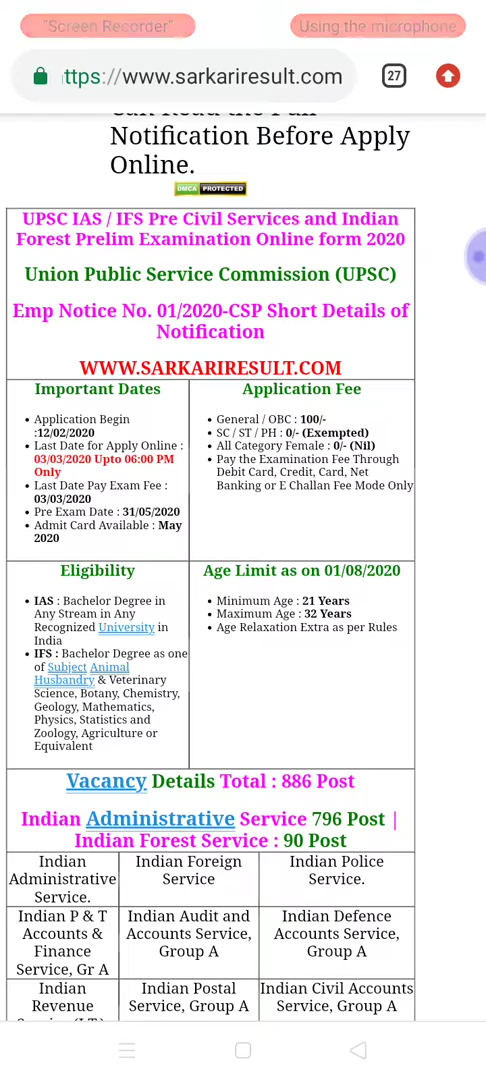 "Screen Recorder"
Using the microphone
ttps://www.sarkariresult.com
27
Can Read the Full
Notification Before Apply
Online.
DMCA PROTECTED
UPSC IAS / IFS Pre Civil Services and Indian
Forest Prelim Examination Online form 2020
Union Public Service Commission (UPSC)
Emp Notice No. 01/2020-CSP Short Details of
Notification
WWW.SARKARIRESULT.COM
Important Dates
Application Begin
:12/02/2020
Last Date for Apply Online :
03/03/2020 Upto 06:00 PM
Only
Last Date Pay Exam Fee :
03/03/2020
Pre Exam Date : 31/05/2020
Admit Card Available : May
2020
Application Fee
General / OBC : 100/-
SC / ST / PH : 0/- (Exempted)
All Category Female : 0/- (Nil)
Pay the Examination Fee Through
Debit Card, Credit, Card, Net
Banking or E Challan Fee Mode Only
Eligibility
IAS : Bachelor Degree in
Any Stream in Any
Recognized University in
India
IFS : Bachelor Degree as one
of Subject Animal
Husbandry & Veterinary
Science, Botany, Chemistry,
Geology, Mathematics,
Physics, Statistics and
Zoology, Agriculture or
Equivalent
Age Limit as on 01/08/2020
Minimum Age : 21 Years
Maximum Age : 32 Years
Age Relaxation Extra as per Rules
Vacancy Details Total : 886 Post
Indian Administrative Service 796 Post |
Indian Forest Service : 90 Post
Indian
Administrative
Service.
Indian Foreign
Service
Indian Police
Service.
Indian P & T
Accounts &
Finance
Service, Gr A
Indian Audit and
Accounts Service,
Group A
Indian Defence
Accounts Service,
Group A
Indian
Revenue
Indian Postal
Service, Group A
Indian Civil Accounts
Service, Group A